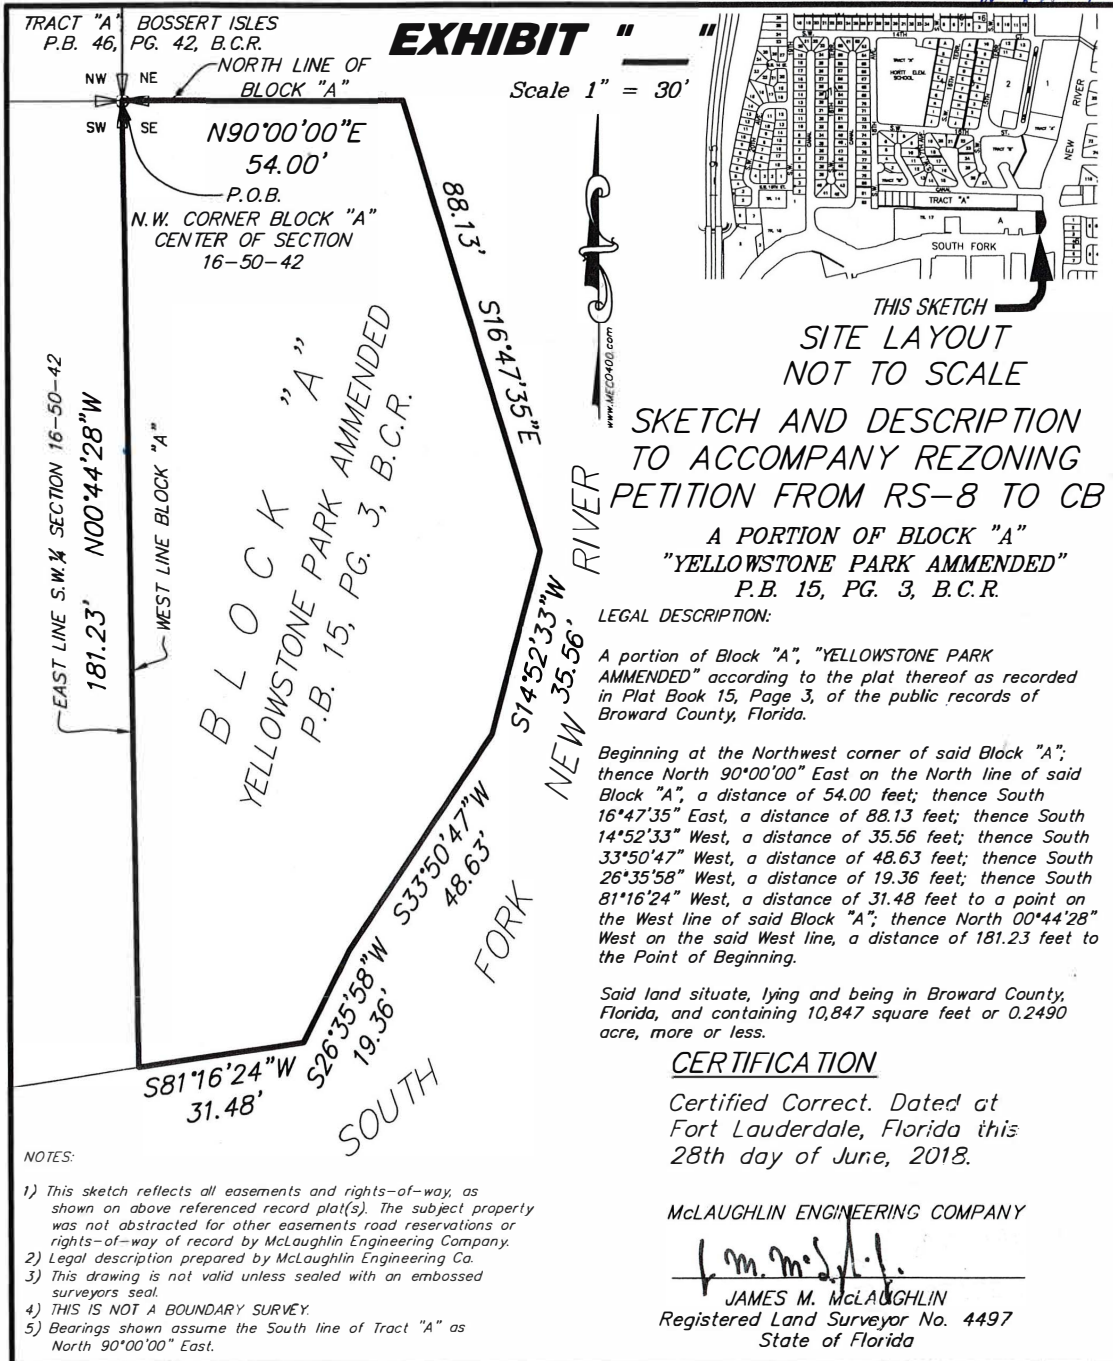 TRACT "A" BOSSERT ISLES
P.B. 46, PG. 42, B.C.R.
NW NE
SW SE
NORTH LINE OF
BLOCK "A"
N90°00'00"E
54.00'
P.O.B.
N.W. CORNER BLOCK "A"
CENTER OF SECTION
16-50-42
88.13'
S16°47'35"E
EAST LINE S.W.¼ SECTION 16-50-42
181.23' N00°44'28"W
WEST LINE BLOCK "A"
BLOCK "A"
YELLOWSTONE PARK AMMENDED
P.B. 15, PG. 3, B.C.R.
S14°52'33"W
35.56'
S33°50'47"W
48.63'
S26°35'58"W
19.36'
S81°16'24"W
31.48'
SOUTH FORK NEW RIVER
EXHIBIT " "
Scale 1" = 30'
www.MECO400.com
14TH
TRACT "X"
HORTT ELEM.
SCHOOL
CANAL
CANAL
NEW RIVER
CANAL
TRACT "A"
A
SOUTH FORK
THIS SKETCH
SITE LAYOUT
NOT TO SCALE
SKETCH AND DESCRIPTION
TO ACCOMPANY REZONING
PETITION FROM RS-8 TO CB
A PORTION OF BLOCK "A"
"YELLOWSTONE PARK AMMENDED"
P.B. 15, PG. 3, B.C.R.
LEGAL DESCRIPTION:
A portion of Block "A", "YELLOWSTONE PARK
AMMENDED" according to the plat thereof as recorded
in Plat Book 15, Page 3, of the public records of
Broward County, Florida.
Beginning at the Northwest corner of said Block "A";
thence North 90°00'00" East on the North line of said
Block "A", a distance of 54.00 feet; thence South
16°47'35" East, a distance of 88.13 feet; thence South
14°52'33" West, a distance of 35.56 feet; thence South
33°50'47" West, a distance of 48.63 feet; thence South
26°35'58" West, a distance of 19.36 feet; thence South
81°16'24" West, a distance of 31.48 feet to a point on
the West line of said Block "A"; thence North 00°44'28"
West on the said West line, a distance of 181.23 feet to
the Point of Beginning.
Said land situate, lying and being in Broward County,
Florida, and containing 10,847 square feet or 0.2490
acre, more or less.
CERTIFICATION
Certified Correct. Dated at
Fort Lauderdale, Florida this
28th day of June, 2018.
McLAUGHLIN ENGINEERING COMPANY
JAMES M. McLAUGHLIN
Registered Land Surveyor No. 4497
State of Florida
NOTES:
1) This sketch reflects all easements and rights-of-way, as
shown on above referenced record plat(s). The subject property
was not abstracted for other easements road reservations or
rights-of-way of record by McLaughlin Engineering Company.
2) Legal description prepared by McLaughlin Engineering Co.
3) This drawing is not valid unless sealed with an embossed
surveyors seal.
4) THIS IS NOT A BOUNDARY SURVEY.
5) Bearings shown assume the South line of Tract "A" as
North 90°00'00" East.